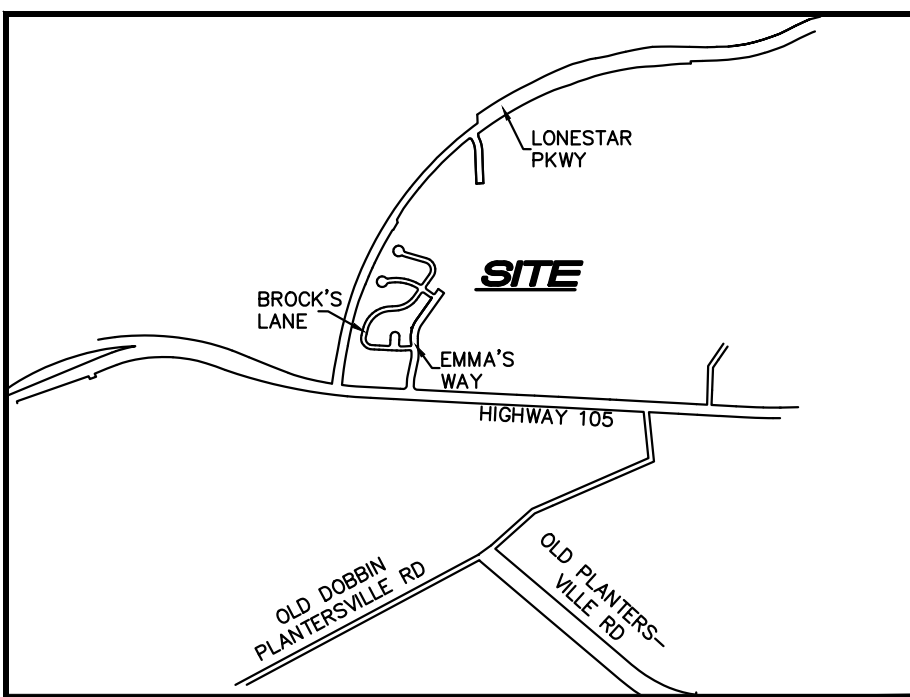 LONESTAR
PKWY
SITE
BROCK'S
LANE
EMMA'S
WAY
HIGHWAY 105
OLD DOBBIN
PLANTERSVILLE RD
OLD PLANTERS-
VILLE RD